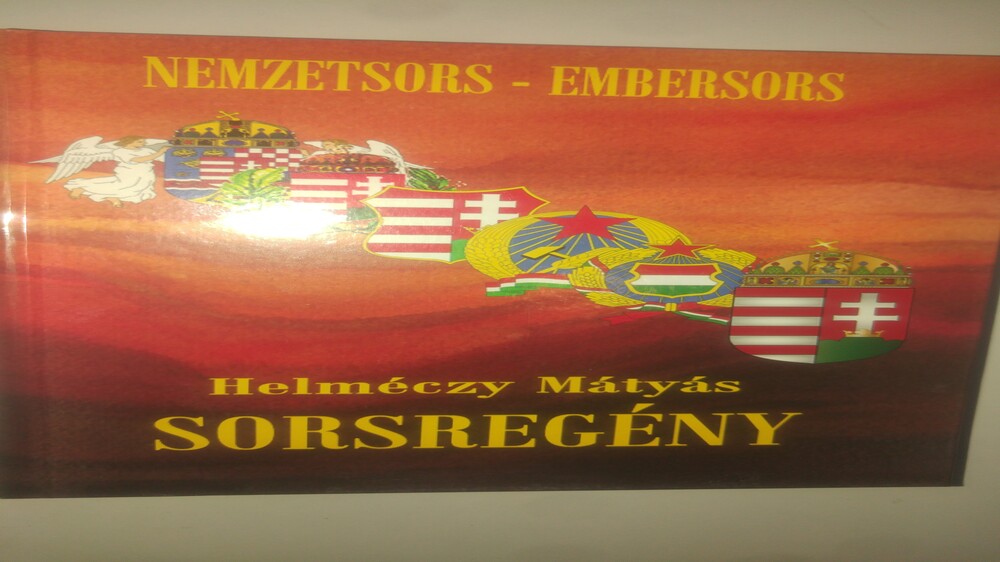 NEMZETSORS - EMBERSORS
Helméczy Mátyás
SORSREGÉNY